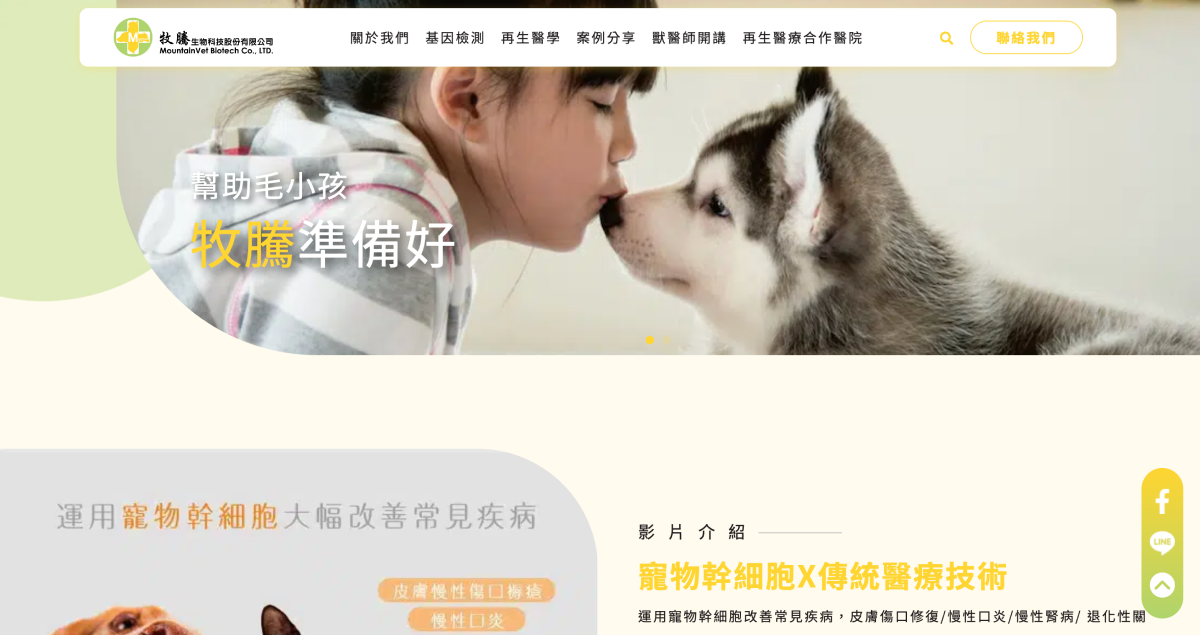 牧騰生物科技股份有限公司
MountainVet Biotech Co., LTD.
關於我們 基因檢測 再生醫學 案例分享 獸醫師開講 再生醫療合作醫院
聯絡我們
幫助毛小孩
牧騰準備好
運用寵物幹細胞大幅改善常見疾病
皮膚慢性傷口褥瘡
慢性口炎
影片介紹
寵物幹細胞X傳統醫療技術
運用寵物幹細胞改善常見疾病，皮膚傷口修復/慢性口炎/慢性腎病/ 退化性關
LINE